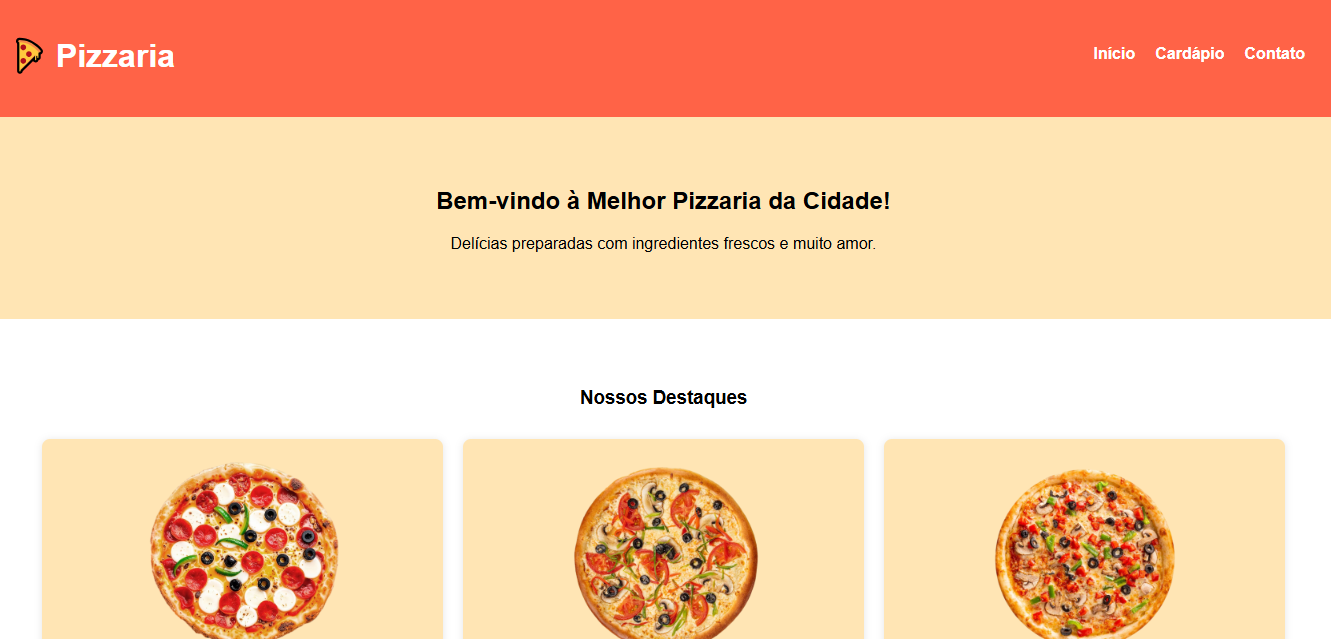 Pizzaria
Início Cardápio Contato
Bem-vindo à Melhor Pizzaria da Cidade!
Delícias preparadas com ingredientes frescos e muito amor.
Nossos Destaques